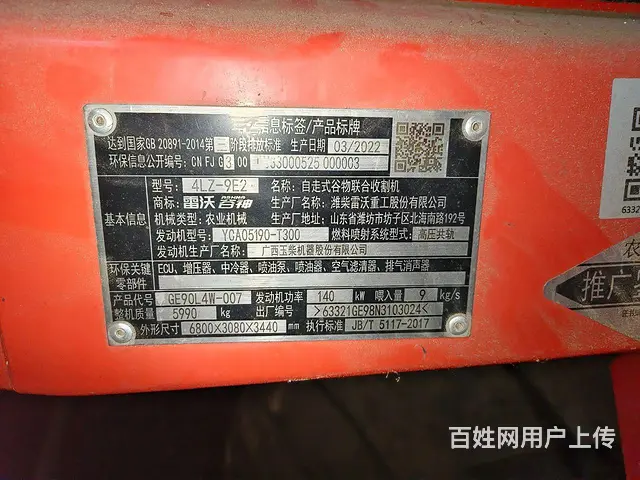 信息标签/产品标牌
达到国家GB 20891-2014第三阶段排放标准 生产日期 03/2022
环保信息公开编号: CN FJ G3 00 000525 000003
型号: 4LZ-9E2 名称: 自走式谷物联合收割机
商标: 雷沃 谷神 生产厂商: 潍柴雷沃重工股份有限公司
基本信息 机械类型: 农业机械 生产厂地址: 山东省潍坊市坊子区北海南路192号
发动机型号: YCA05190-T300 燃料喷射系统型式: 高压共轨
发动机生产厂名称: 广西玉柴机器股份有限公司
环保关键零部件 ECU、增压器、中冷器、喷油泵、喷油器、空气滤清器、排气消声器
产品代号 GE90L4W-007 发动机功率 140 kW 喂入量 9 kg/s
整机质量 5990 kg 出厂编号 >63321GE98N3103024<
外形尺寸 6800×3080×3440 mm 执行标准 JB/T 5117-2017
6332
农
推广
百姓网用户上传